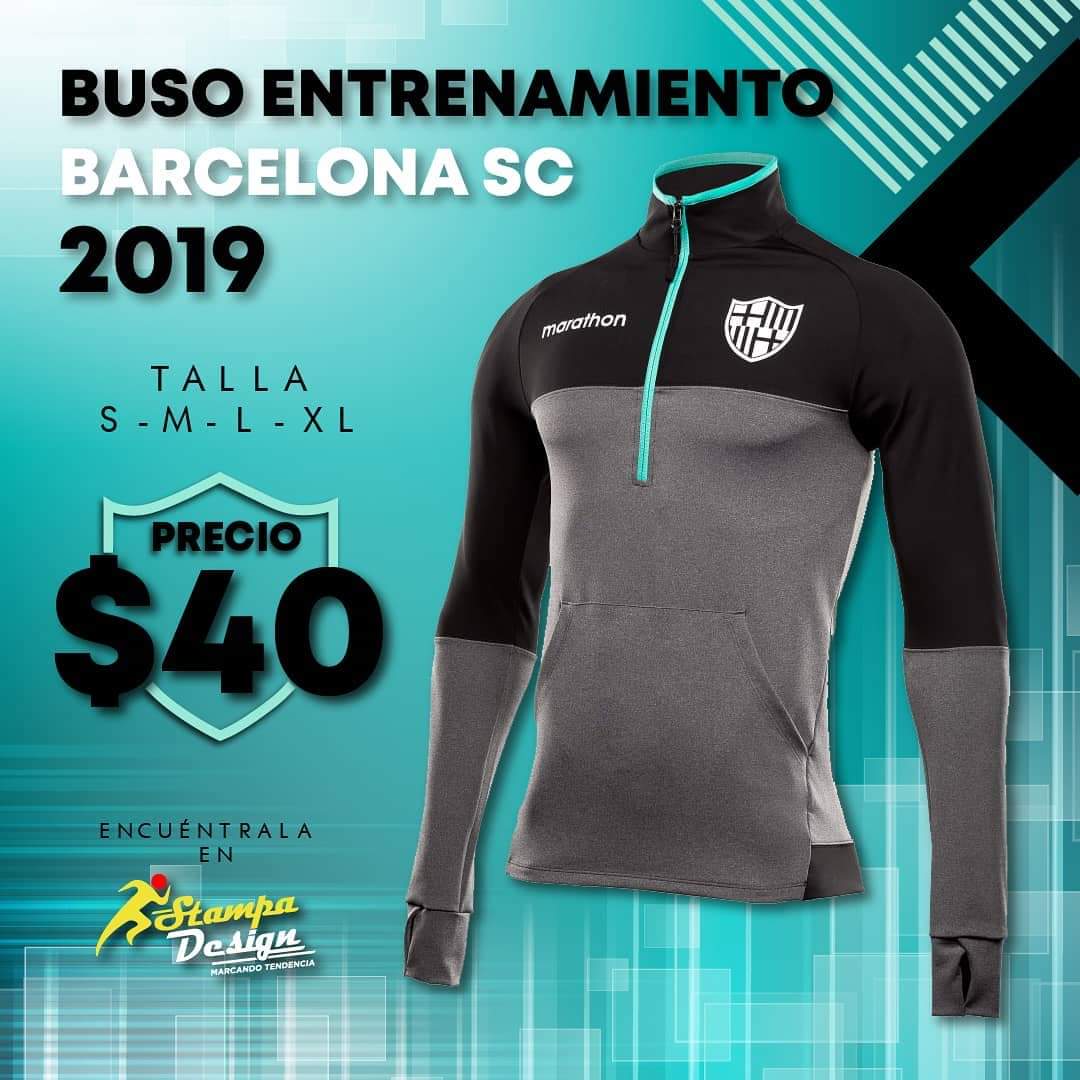 BUSO ENTRENAMIENTO
BARCELONA SC
2019
TALLA
S - M - L - XL
PRECIO
$40
marathon
ENCUÉNTRALA
EN
Stampa
Design
MARCANDO TENDENCIA